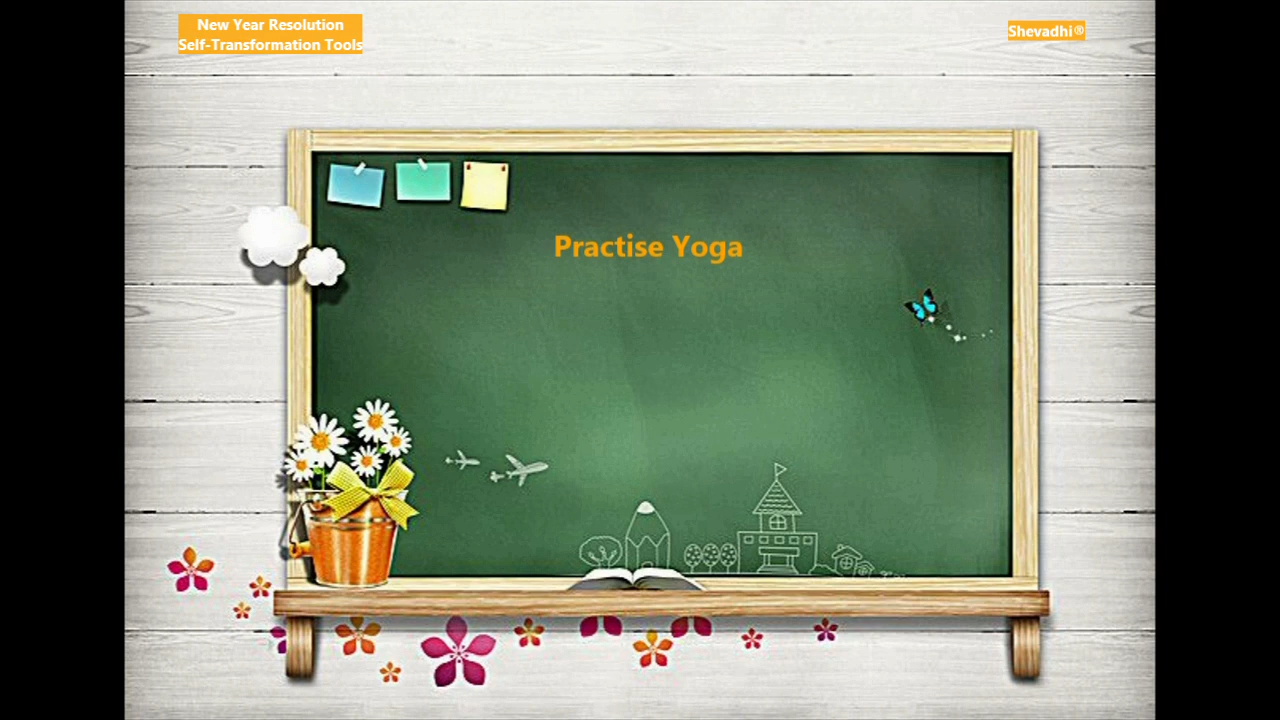 New Year Resolution
Self-Transformation Tools
Shevadhi®
Practise Yoga